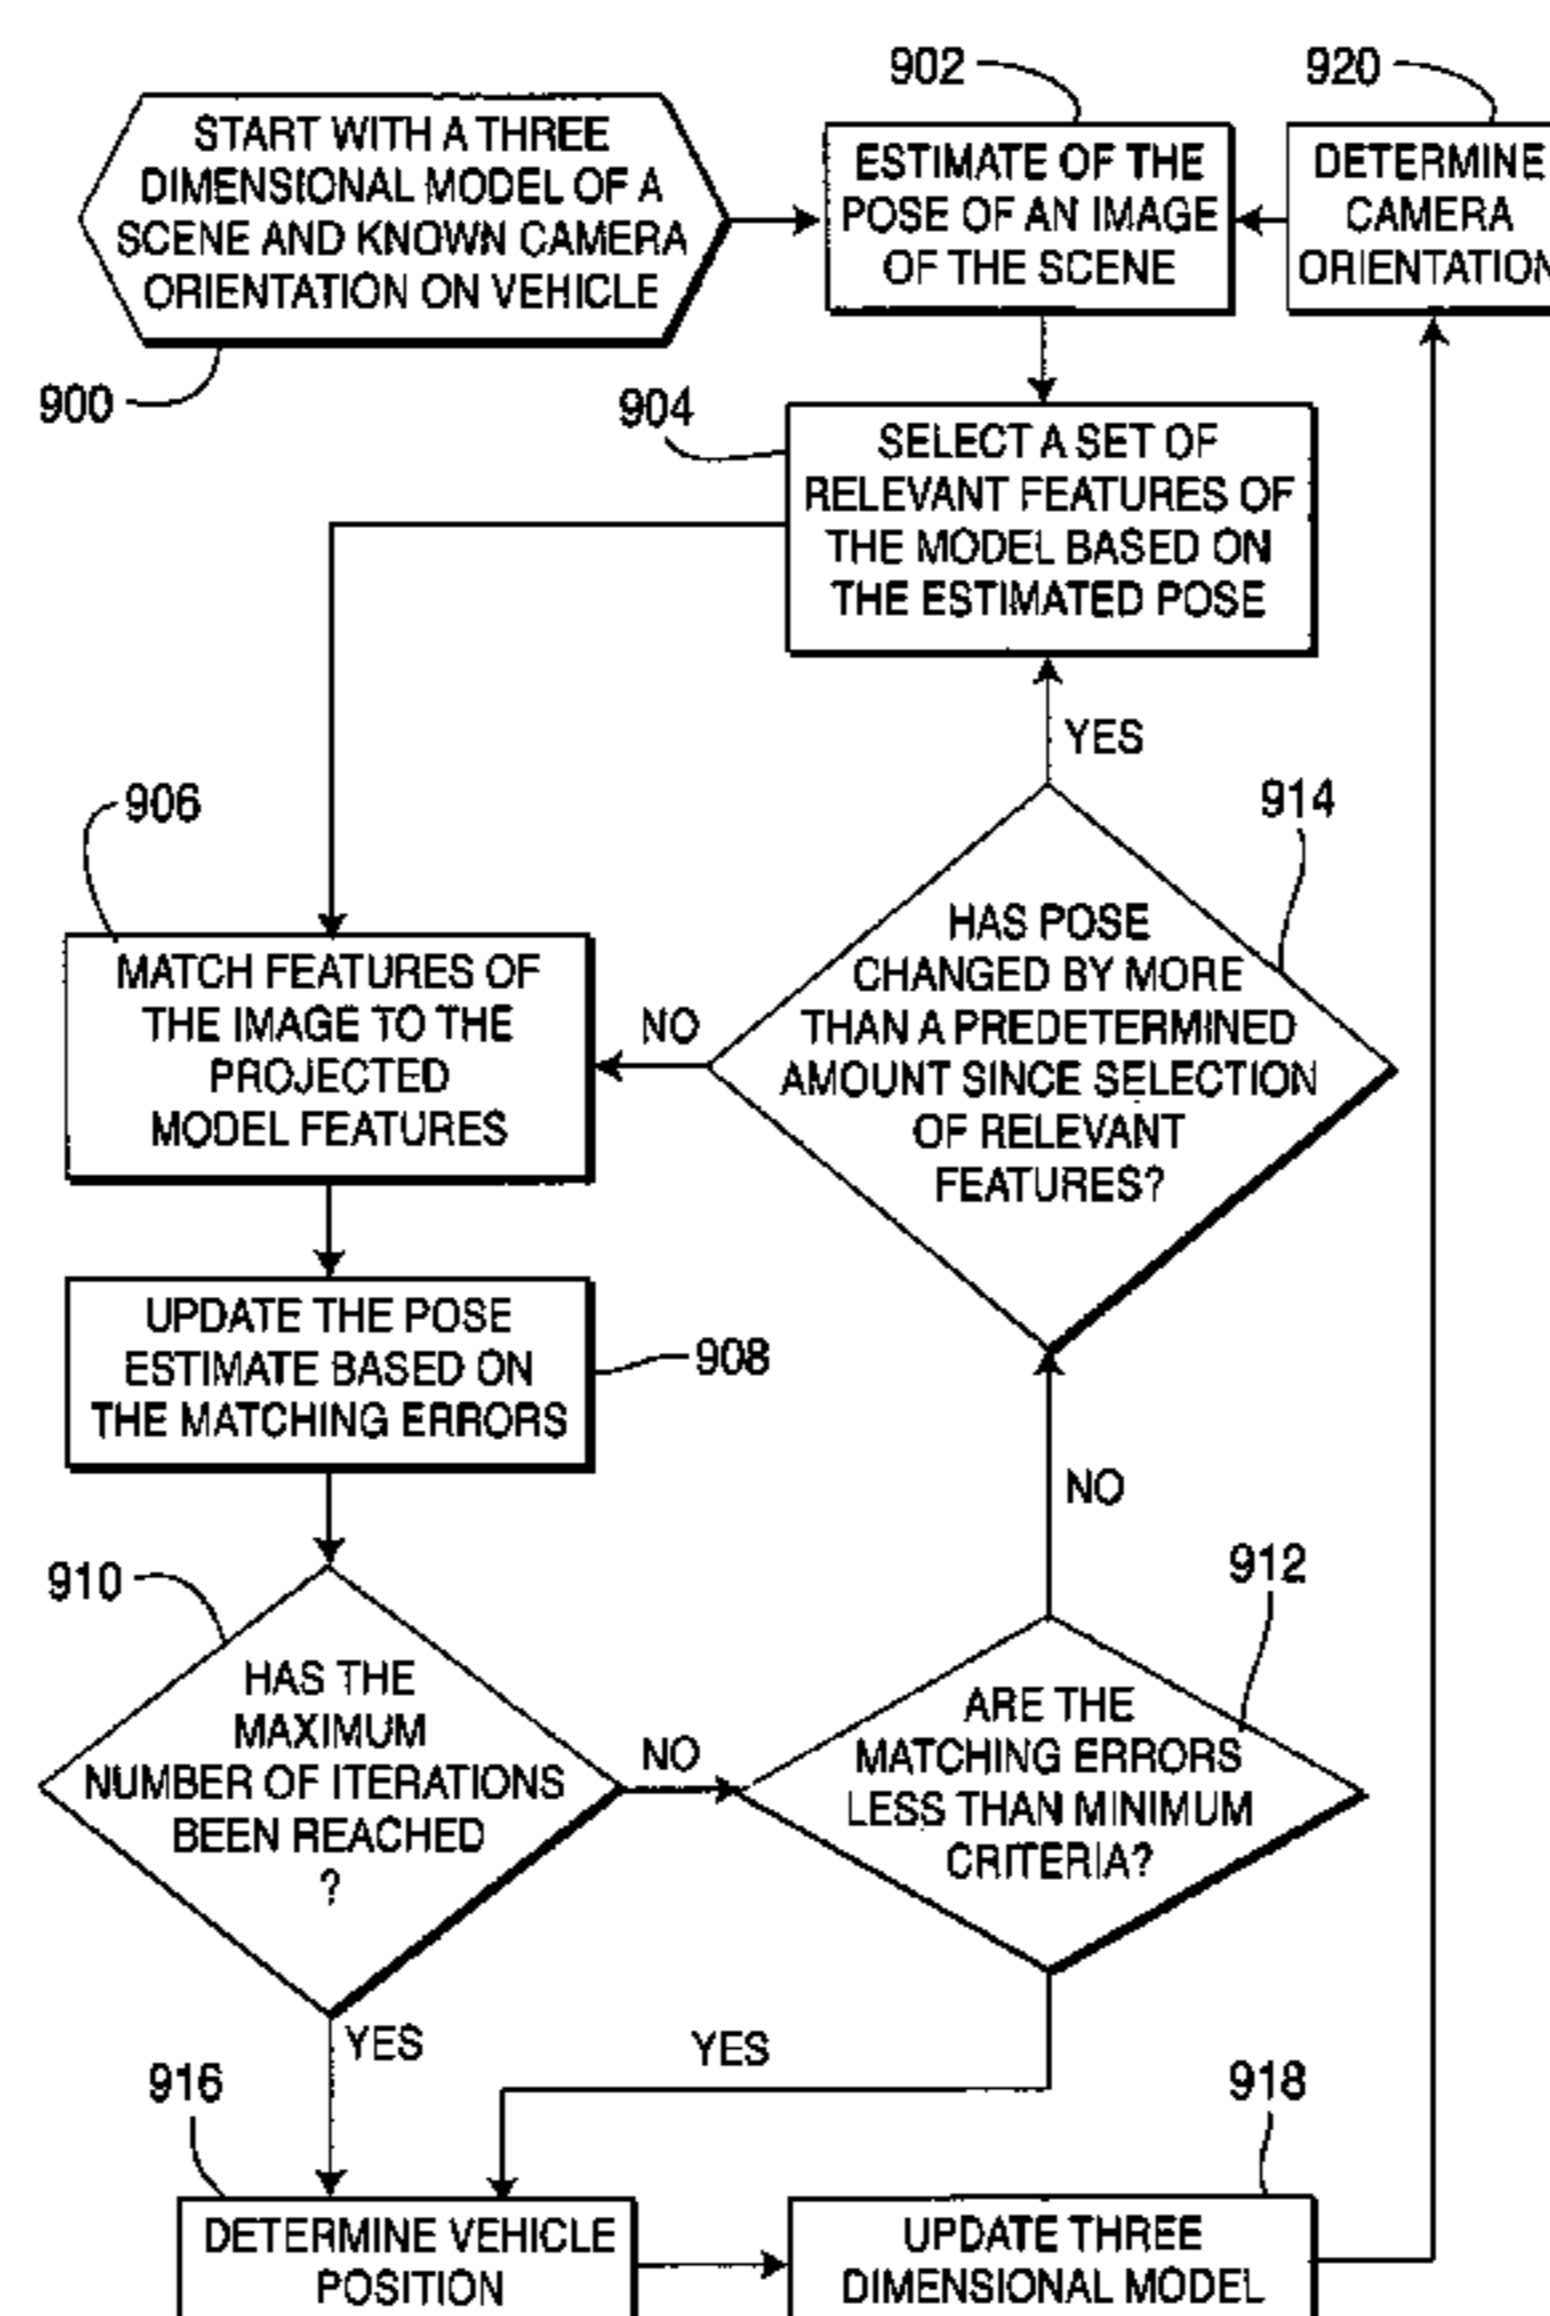 902
920
START WITH A THREE
DIMENSIONAL MODEL OF A
SCENE AND KNOWN CAMERA
ORIENTATION ON VEHICLE
900
ESTIMATE OF THE
POSE OF AN IMAGE
OF THE SCENE
DETERMINE
CAMERA
ORIENTATION
904
SELECT A SET OF
RELEVANT FEATURES OF
THE MODEL BASED ON
THE ESTIMATED POSE
YES
906
914
MATCH FEATURES OF
THE IMAGE TO THE
PROJECTED
MODEL FEATURES
NO
HAS POSE
CHANGED BY MORE
THAN A PREDETERMINED
AMOUNT SINCE SELECTION
OF RELEVANT
FEATURES?
UPDATE THE POSE
ESTIMATE BASED ON
THE MATCHING ERRORS
908
NO
910
912
HAS THE
MAXIMUM
NUMBER OF ITERATIONS
BEEN REACHED
?
NO
ARE THE
MATCHING ERRORS
LESS THAN MINIMUM
CRITERIA?
YES
YES
916
918
DETERMINE VEHICLE
POSITION
UPDATE THREE
DIMENSIONAL MODEL